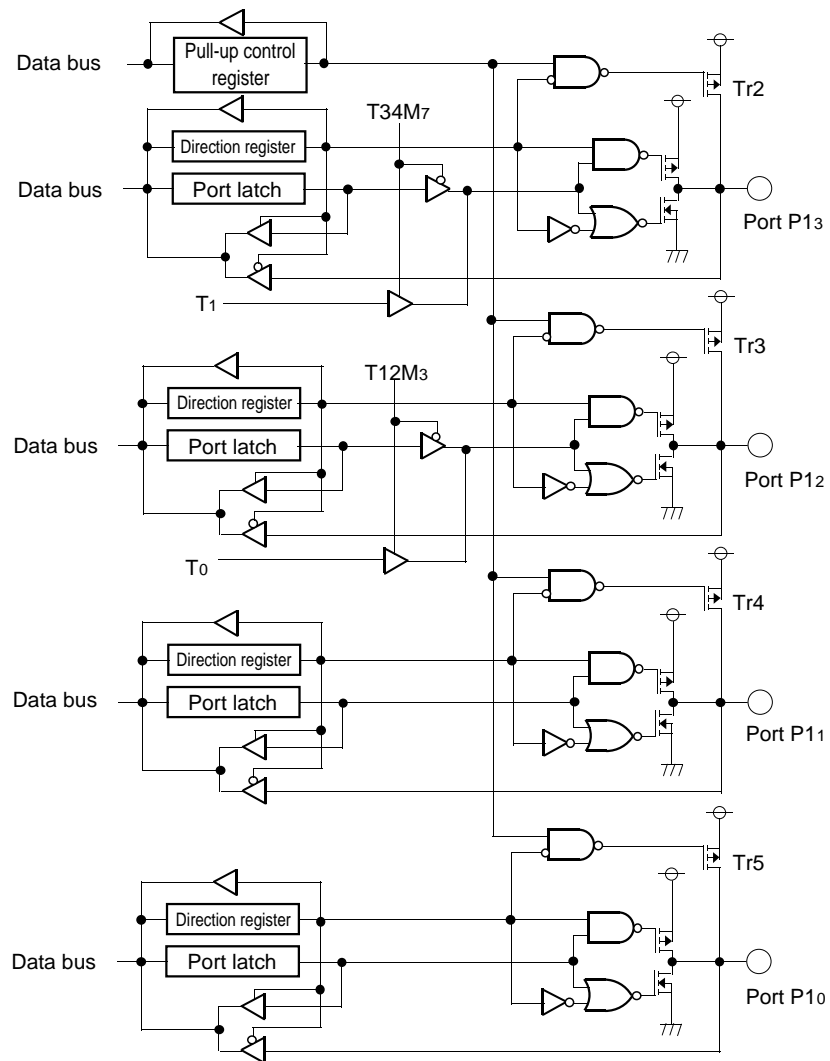 Data bus
Pull-up control
register
Tr2
T34M7
Direction register
Data bus
Port latch
Port P13
T1
Tr3
T12M3
Direction register
Data bus
Port latch
Port P12
T0
Tr4
Direction register
Data bus
Port latch
Port P11
Tr5
Direction register
Data bus
Port latch
Port P10